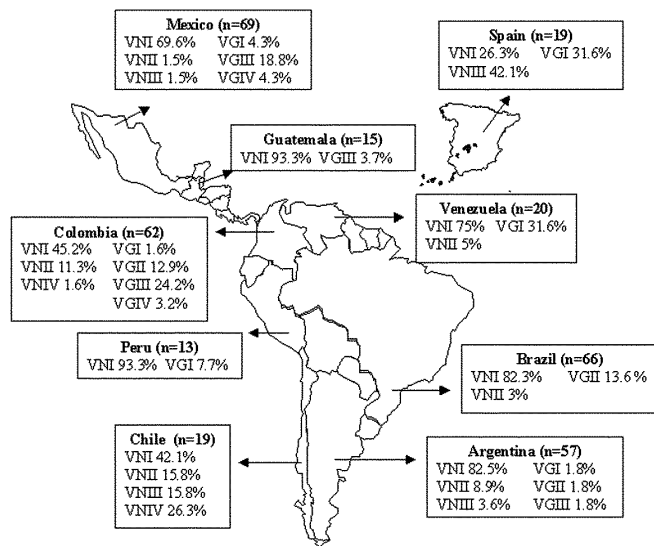 Mexico (n=69)
VNI 69.6% VGI 4.3%
VNII 1.5% VGIII 18.8%
VNIII 1.5% VGIV 4.3%
Spain (n=19)
VNI 26.3% VGI 31.6%
VNIII 42.1%
Guatemala (n=15)
VNI 93.3% VGIII 3.7%
Venezuela (n=20)
VNI 75% VGI 31.6%
VNII 5%
Colombia (n=62)
VNI 45.2% VGI 1.6%
VNII 11.3% VGII 12.9%
VNIV 1.6% VGIII 24.2%
VGIV 3.2%
Peru (n=13)
VNI 93.3% VGI 7.7%
Brazil (n=66)
VNI 82.3% VGII 13.6 %
VNII 3%
Chile (n=19)
VNI 42.1%
VNII 15.8%
VNIII 15.8%
VNIV 26.3%
Argentina (n=57)
VNI 82.5% VGI 1.8%
VNII 8.9% VGII 1.8%
VNIII 3.6% VGIII 1.8%